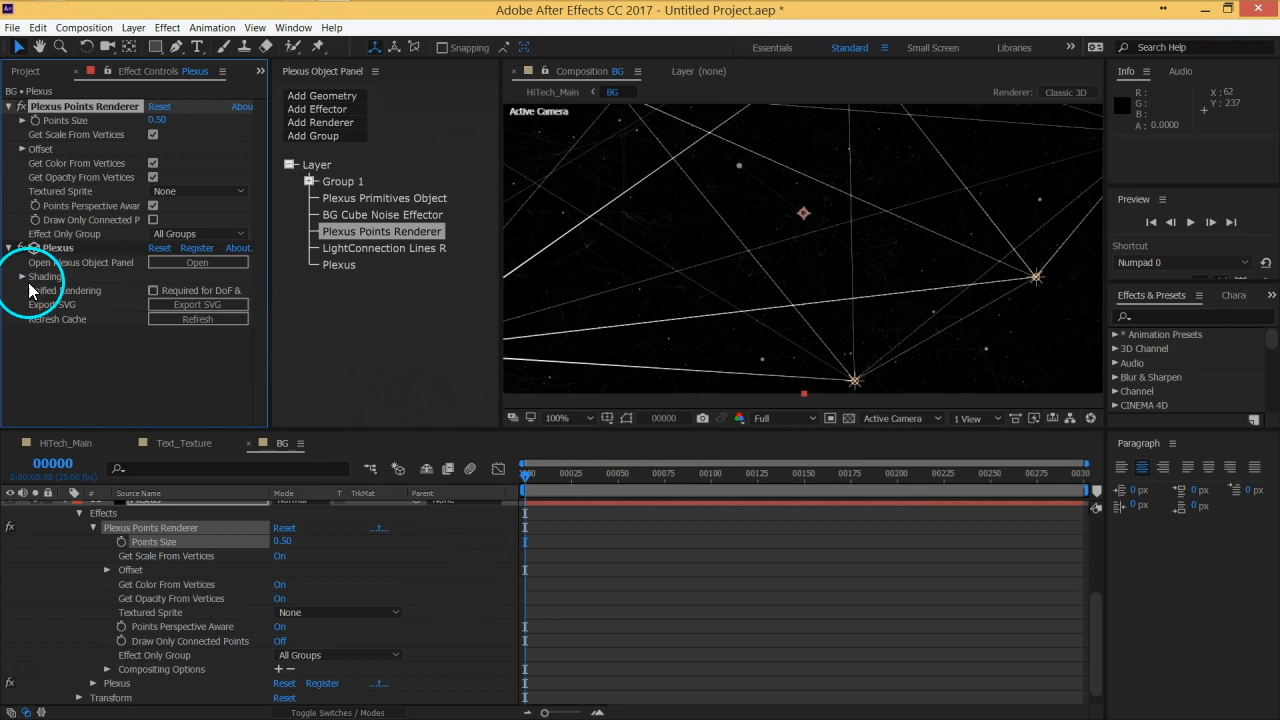 Adobe After Effects CC 2017 - Untitled Project.aep *
File Edit Composition Layer Effect Animation View Window Help
Snapping
Essentials Standard Small Screen Libraries
Search Help
Project Effect Controls Plexus
BG • Plexus
fx Plexus Points Renderer Reset Abou
Points Size 0.50
Get Scale From Vertices
Offset
Get Color From Vertices
Get Opacity From Vertices
Textured Sprite None
Points Perspective Awar
Draw Only Connected P
Effect Only Group All Groups
Plexus Reset Register About..
Open Plexus Object Panel Open
Shading
Rendering Required for DoF &
Export SVG Export SVG
Refresh Cache Refresh
Plexus Object Panel
Add Geometry
Add Effector
Add Renderer
Add Group
Layer
Group 1
Plexus Primitives Object
BG Cube Noise Effector
Plexus Points Renderer
LightConnection Lines R
Plexus
Composition BG Layer (none)
HiTech_Main BG Renderer: Classic 3D
Active Camera
100% 00000 Full Active Camera 1 View
Info Audio
R:
G:
B:
A: 0.0000
X: 62
Y: 237
Preview
Shortcut
Numpad 0
Effects & Presets Chara
* Animation Presets
3D Channel
Audio
Blur & Sharpen
Channel
CINEMA 4D
HiTech_Main Text_Texture BG
00000
0:00:00:00 (25.00 fps)
# Source Name Mode T TrkMat Parent
00025 00050 00075 00100 00125 00150 00175 00200 00225 00250 00275 0030
Effects
fx Plexus Points Renderer Reset ...t...
Points Size 0.50
Get Scale From Vertices On
Offset
Get Color From Vertices On
Get Opacity From Vertices On
Textured Sprite None
Points Perspective Aware On
Draw Only Connected Points Off
Effect Only Group All Groups
Compositing Options + −
fx Plexus Reset Register ...t...
Transform Reset
Toggle Switches / Modes
Paragraph
0 px 0 px 0 px
0 px 0 px